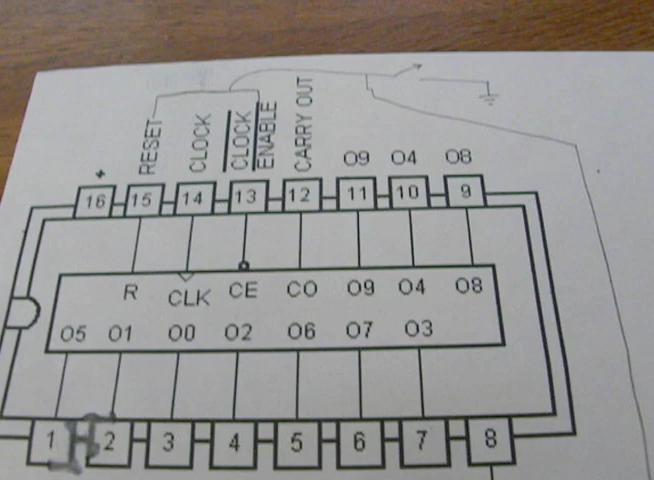 RESET
CLOCK
CLOCK
ENABLE
CARRY OUT
O9 O4 O8
+
16 15 14 13 12 11 10 9
R CLK CE CO O9 O4 O8
O5 O1 O0 O2 O6 O7 O3
1 2 3 4 5 6 7 8